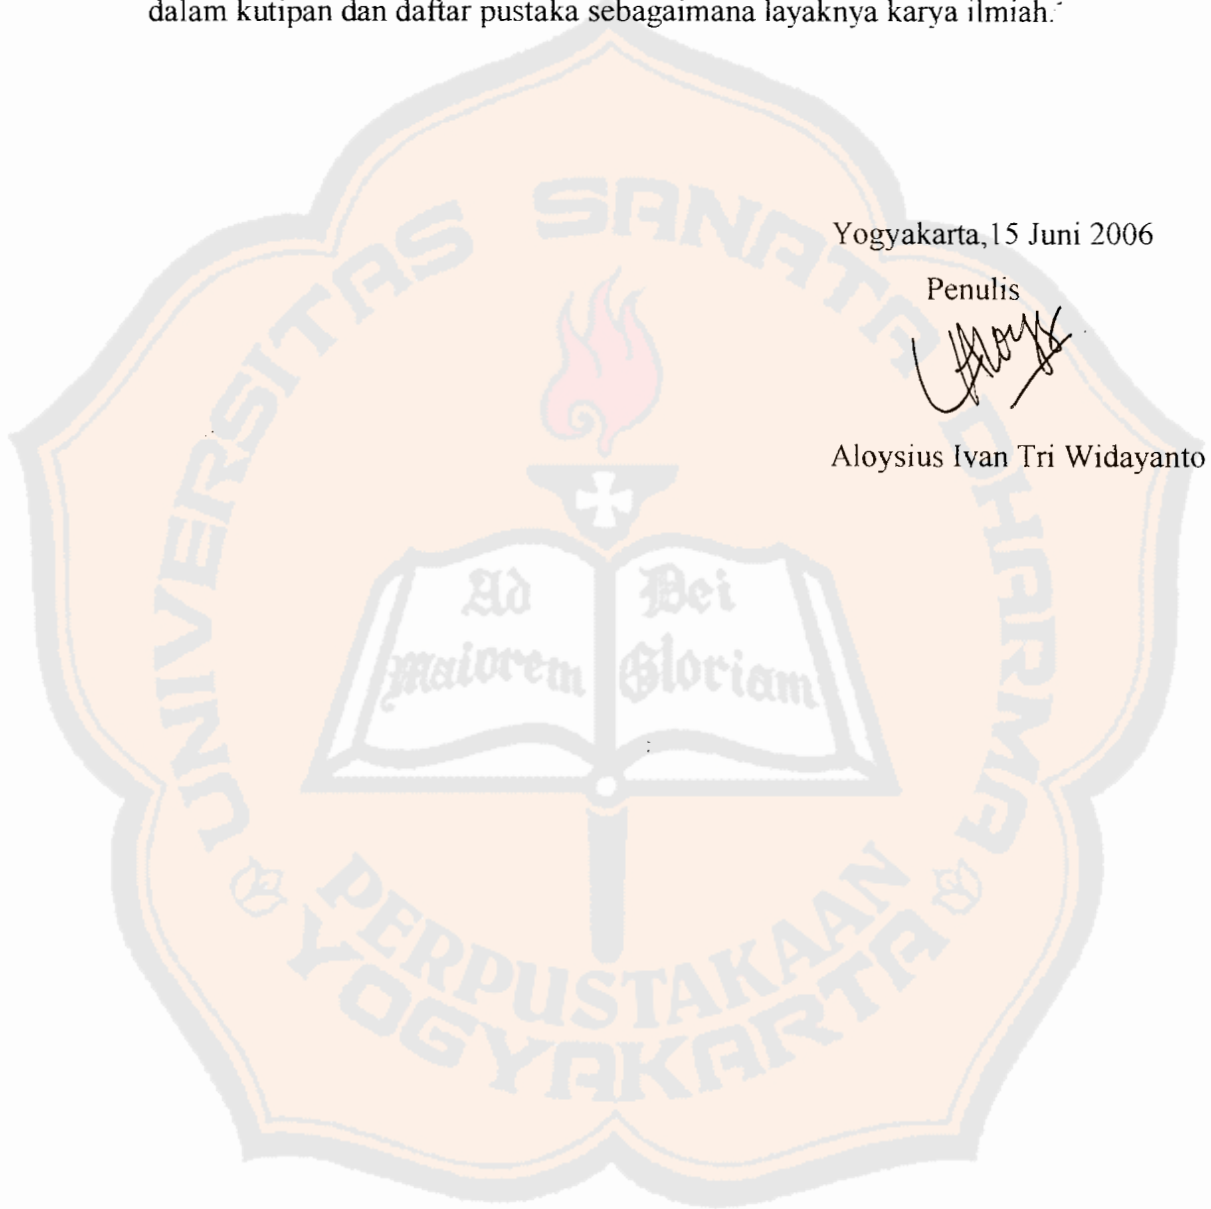 dalam kutipan dan daftar pustaka sebagaimana layaknya karya ilmiah.
Yogyakarta,15 Juni 2006
Penulis
Aloys
Aloysius Ivan Tri Widayanto
UNIVERSITAS SANATA DHARMA
Ad
maiorem
Dei
Gloriam
PERPUSTAKAAN
YOGYAKARTA